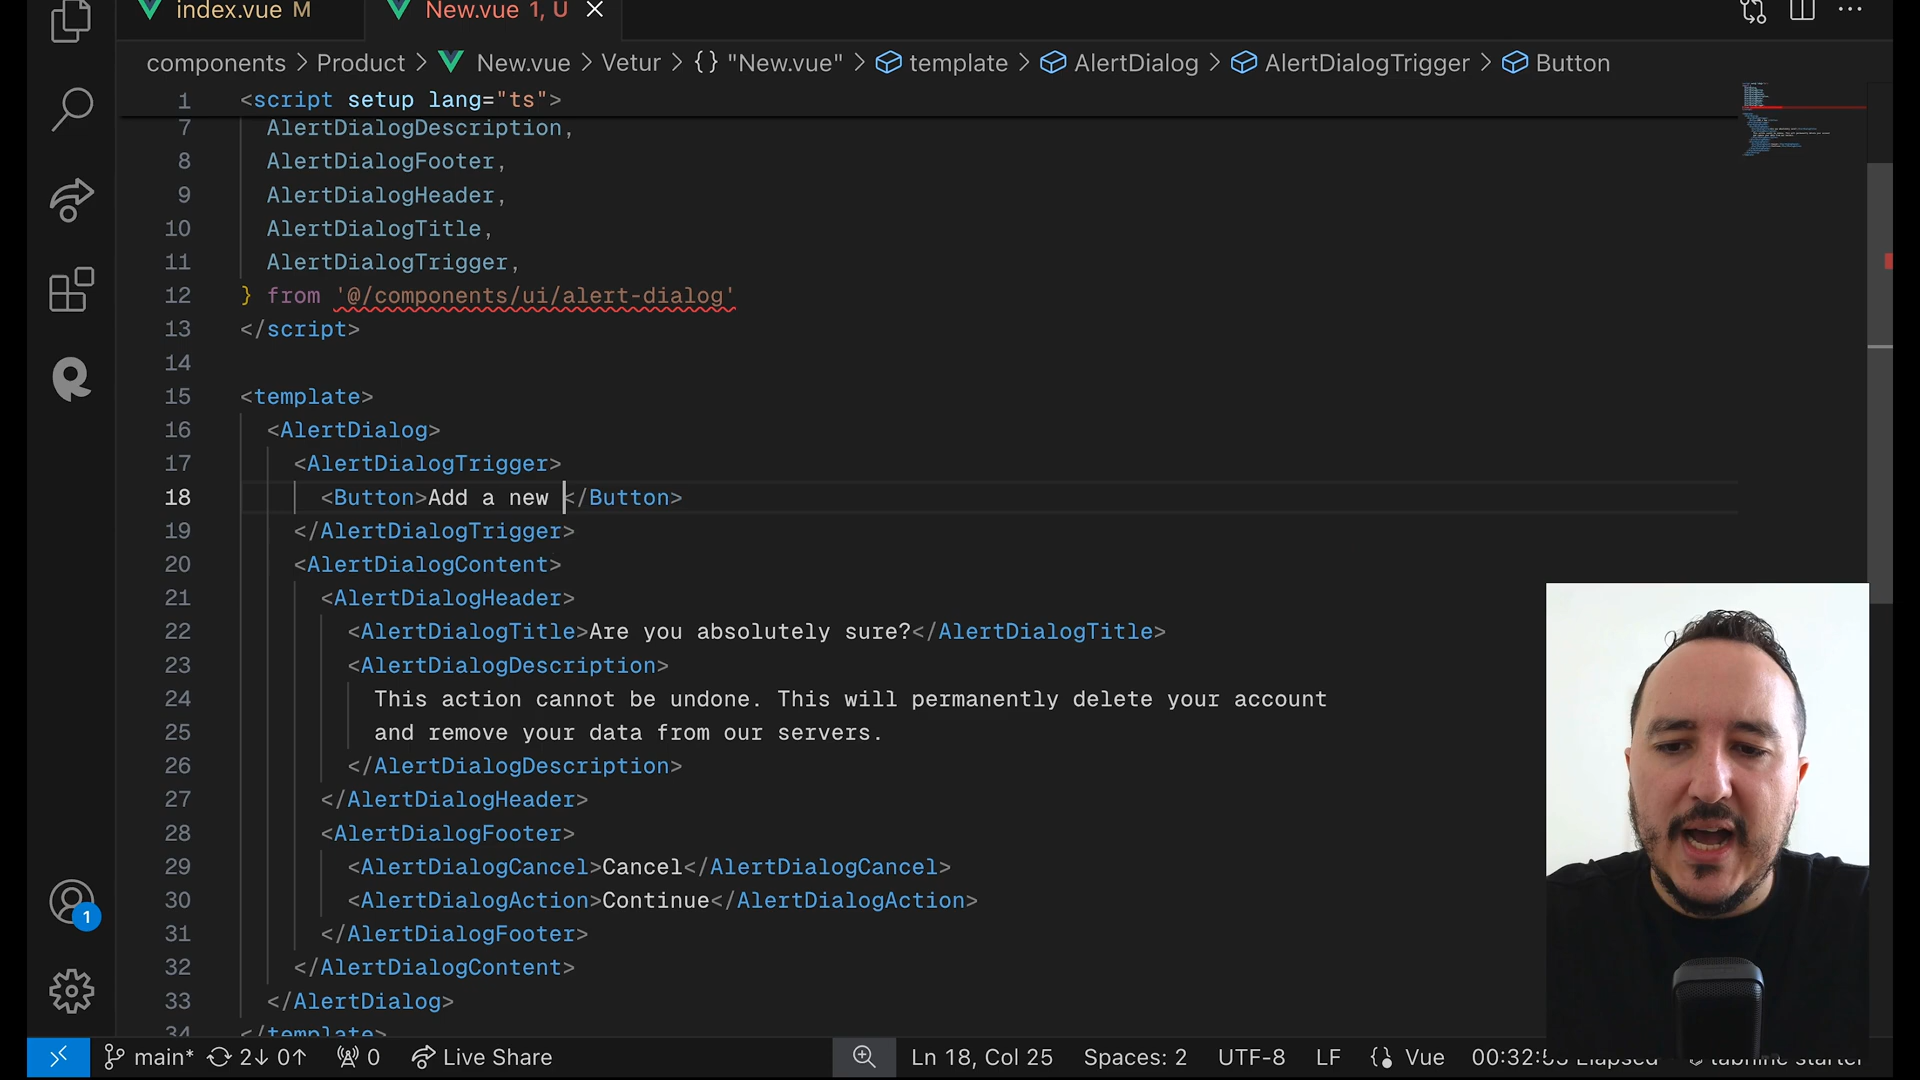 index.vue M
New.vue 1, U
components > Product > New.vue > Vetur > {} "New.vue" > template > AlertDialog > AlertDialogTrigger > Button
1 <script setup lang="ts">
7 AlertDialogDescription,
8 AlertDialogFooter,
9 AlertDialogHeader,
10 AlertDialogTitle,
11 AlertDialogTrigger,
12 } from '@/components/ui/alert-dialog'
13 </script>
14
15 <template>
16 <AlertDialog>
17 <AlertDialogTrigger>
18 <Button>Add a new </Button>
19 </AlertDialogTrigger>
20 <AlertDialogContent>
21 <AlertDialogHeader>
22 <AlertDialogTitle>Are you absolutely sure?</AlertDialogTitle>
23 <AlertDialogDescription>
24 This action cannot be undone. This will permanently delete your account
25 and remove your data from our servers.
26 </AlertDialogDescription>
27 </AlertDialogHeader>
28 <AlertDialogFooter>
29 <AlertDialogCancel>Cancel</AlertDialogCancel>
30 <AlertDialogAction>Continue</AlertDialogAction>
31 </AlertDialogFooter>
32 </AlertDialogContent>
33 </AlertDialog>
34 </template>
1
main* 2↓ 0↑ 0 Live Share Ln 18, Col 25 Spaces: 2 UTF-8 LF Vue Elapsed tabnine starter